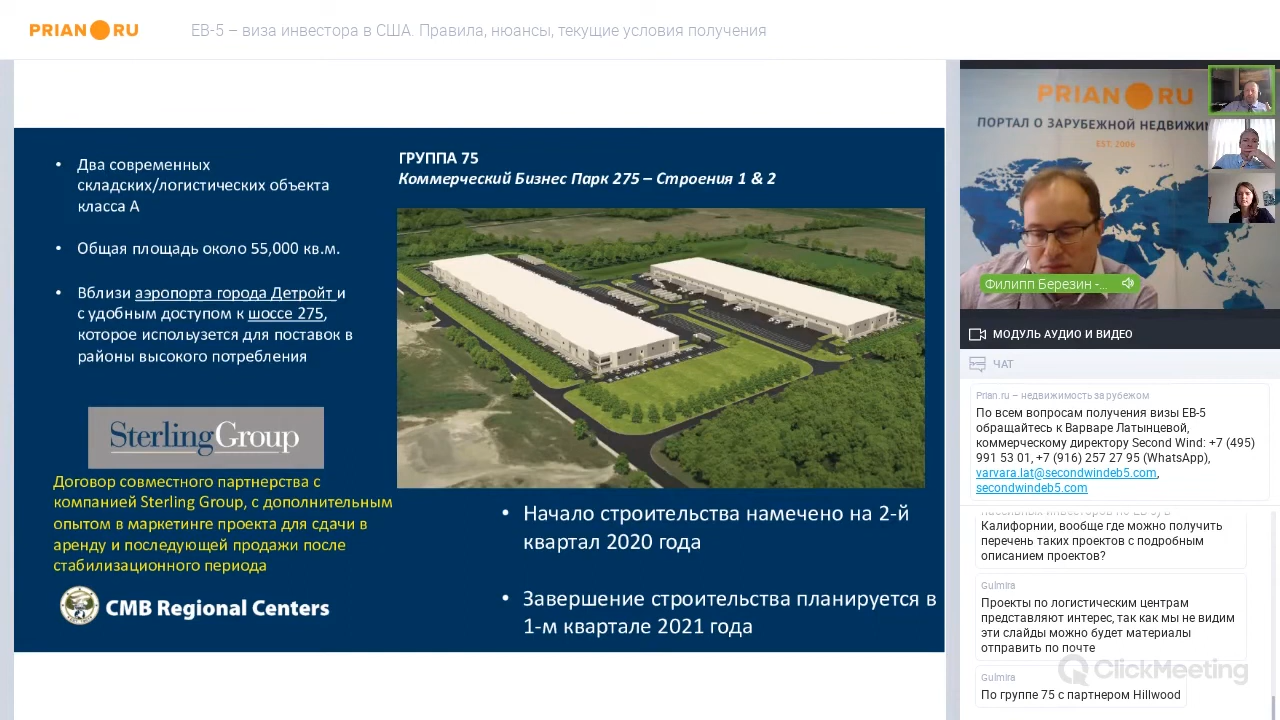 PRIAN RU
EB-5 – виза инвестора в США. Правила, нюансы, текущие условия получения
• Два современных
складских/логистических объекта
класса А
• Общая площадь около 55,000 кв.м.
• Вблизи аэропорта города Детройт и
с удобным доступом к шоссе 275,
которое используется для поставок в
районы высокого потребления
SterlingGroup
Договор совместного партнерства с
компанией Sterling Group, с дополнительным
опытом в маркетинге проекта для сдачи в
аренду и последующей продажи после
стабилизационного периода
CMB Regional Centers
ГРУППА 75
Коммерческий Бизнес Парк 275 – Строения 1 & 2
• Начало строительства намечено на 2-й
квартал 2020 года
• Завершение строительства планируется в
1-м квартале 2021 года
PRIAN RU
ПОРТАЛ О ЗАРУБЕЖНОЙ НЕДВИЖИ
EST. 2006
Филипп Березин -...
МОДУЛЬ АУДИО И ВИДЕО
ЧАТ
Prian.ru – недвижимость за рубежом
По всем вопросам получения визы EB-5
обращайтесь к Варваре Латынцевой,
коммерческому директору Second Wind: +7 (495)
991 53 01, +7 (916) 257 27 95 (WhatsApp),
varvara.lat@secondwindeb5.com,
secondwindeb5.com
Калифорнии, вообще где можно получить
перечень таких проектов с подробным
описанием проектов?
Gulmira
Проекты по логистическим центрам
представляют интерес, так как мы не видим
эти слайды можно будет материалы
отправить по почте
ClickMeeting
Gulmira
По группе 75 с партнером Hillwood